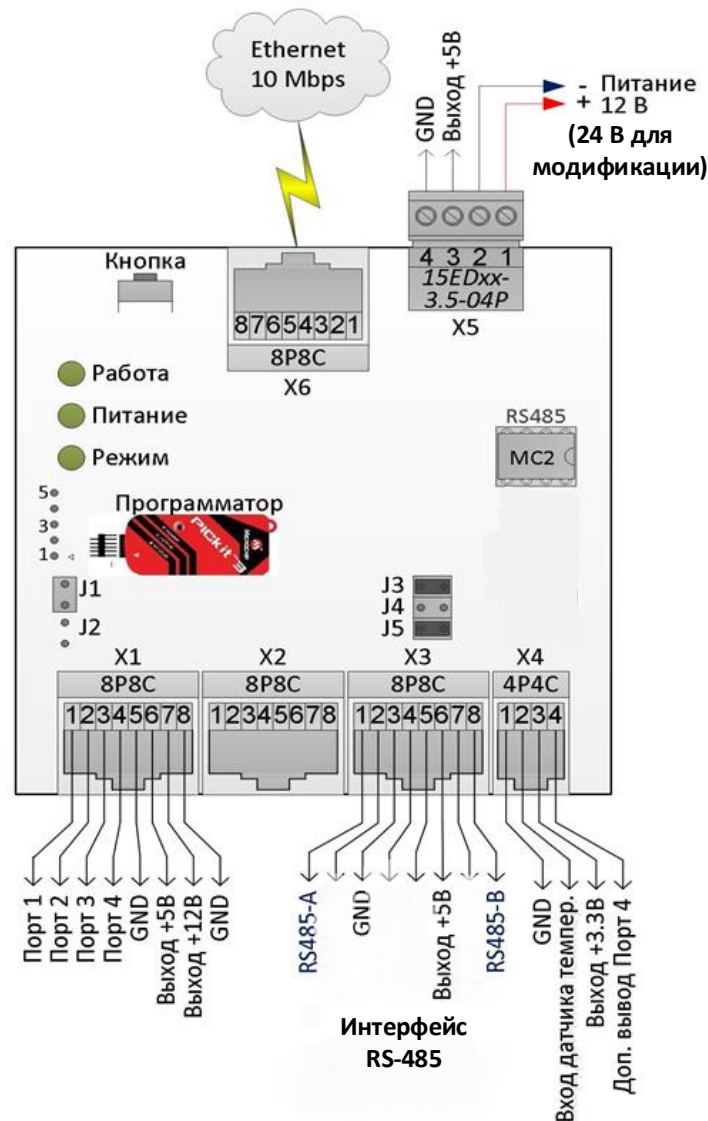 Ethernet
10 Mbps
GND
Выход +5В
- Питание
+ 12 В
(24 В для
модификации)
Кнопка
87654321
8P8C
X6
4 3 2 1
15EDxx-
3.5-04P
X5
Работа
Питание
Режим
RS485
МС2
5
3
1
Программатор
PICkit 3
MICROCHIP
J1
J2
J3
J4
J5
X1
8P8C
12345678
X2
8P8C
12345678
X3
8P8C
12345678
X4
4P4C
1234
Порт 1
Порт 2
Порт 3
Порт 4
GND
Выход +5В
Выход +12В
GND
RS485-A
GND
Выход +5В
RS485-B
GND
Вход датчика темпер.
Выход +3.3В
Доп. вывод Порт 4
Интерфейс
RS-485